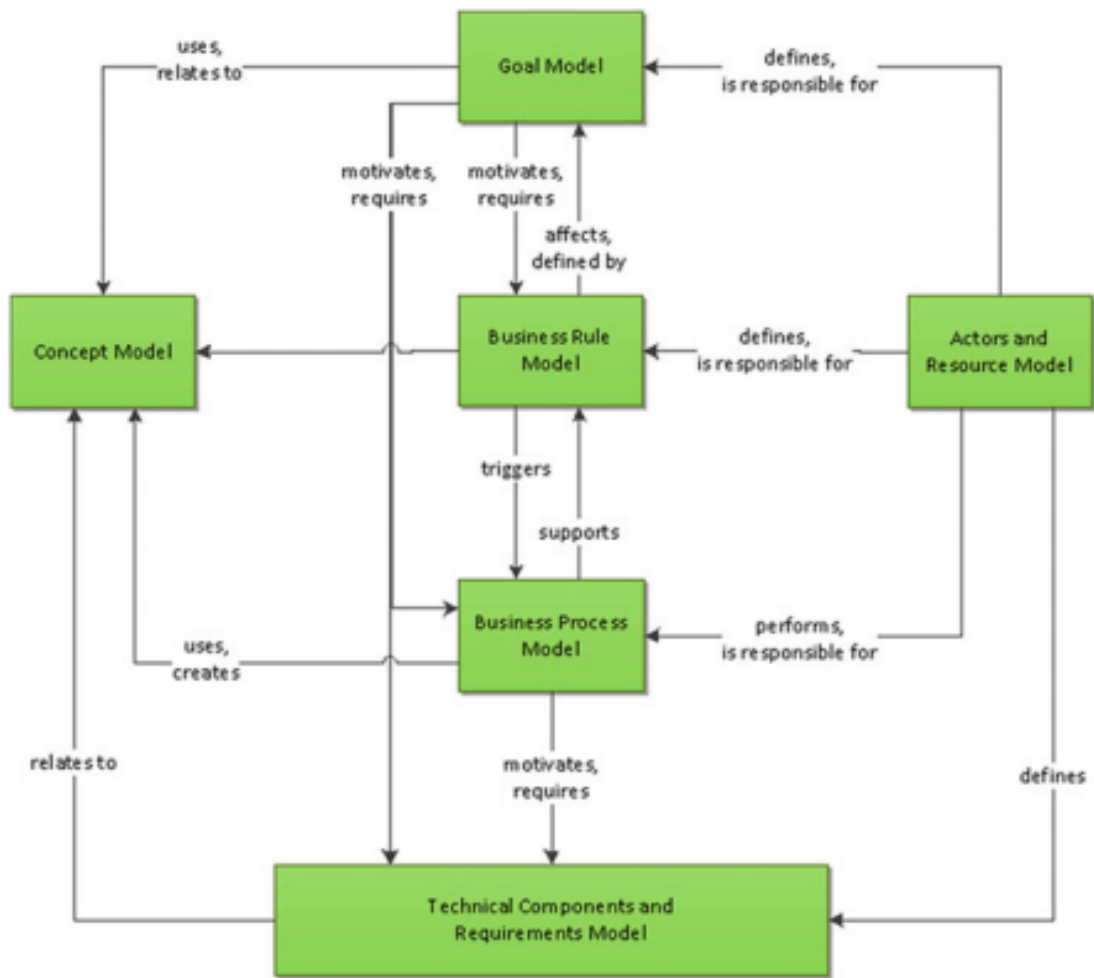 uses,
relates to
Goal Model
defines,
is responsible for
motivates,
requires
motivates,
requires
affects,
defined by
Concept Model
Business Rule
Model
defines,
is responsible for
Actors and
Resource Model
triggers
supports
Business Process
Model
performs,
is responsible for
uses,
creates
relates to
motivates,
requires
defines
Technical Components and
Requirements Model